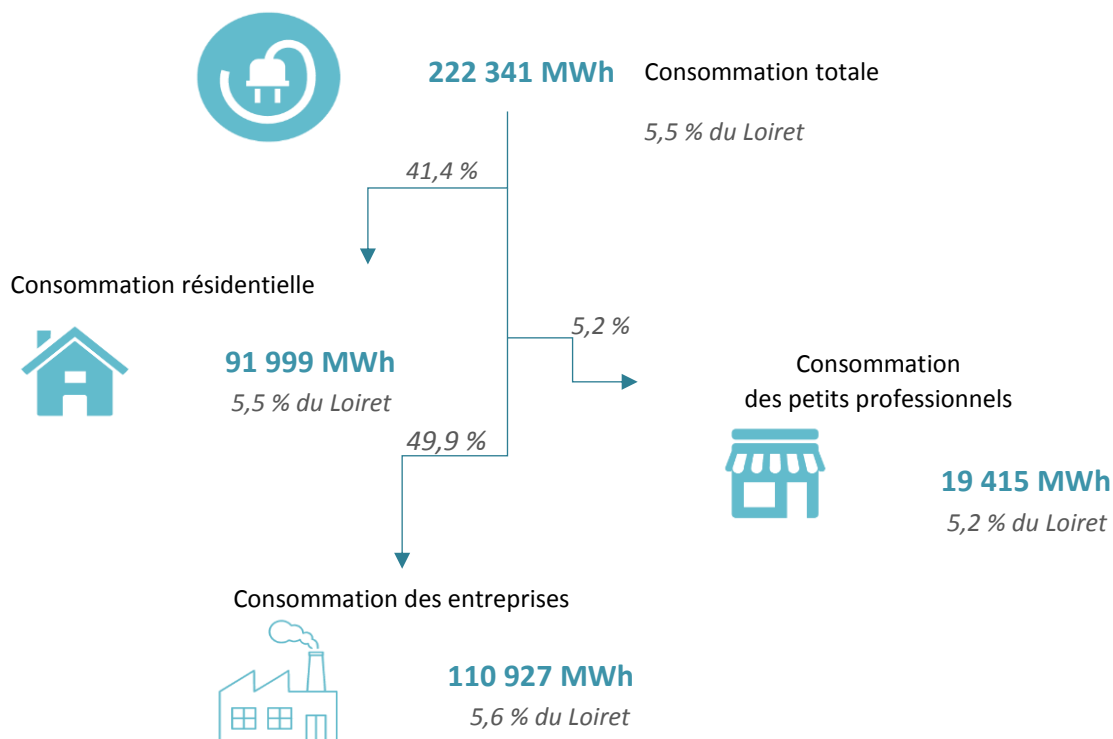 222 341 MWh Consommation totale
5,5 % du Loiret
41,4 %
Consommation résidentielle
91 999 MWh
5,5 % du Loiret
5,2 %
Consommation
des petits professionnels
19 415 MWh
5,2 % du Loiret
49,9 %
Consommation des entreprises
110 927 MWh
5,6 % du Loiret